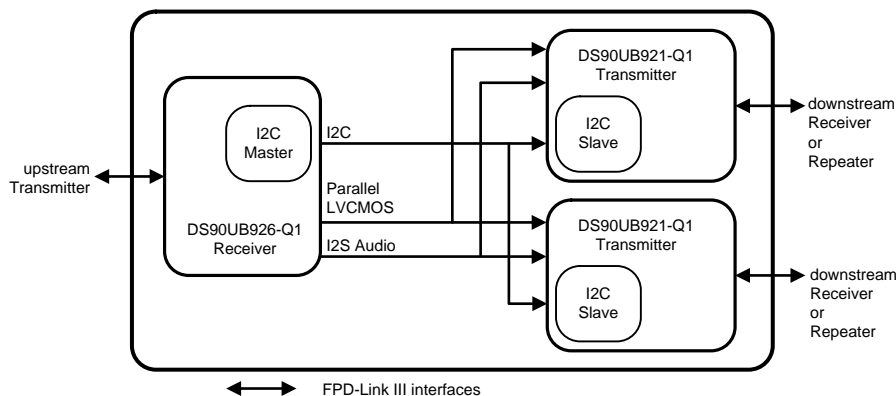 upstream
Transmitter
I2C
Master
DS90UB926-Q1
Receiver
I2C
Parallel
LVCMOS
I2S Audio
DS90UB921-Q1
Transmitter
I2C
Slave
downstream
Receiver
or
Repeater
DS90UB921-Q1
Transmitter
I2C
Slave
downstream
Receiver
or
Repeater
FPD-Link III interfaces